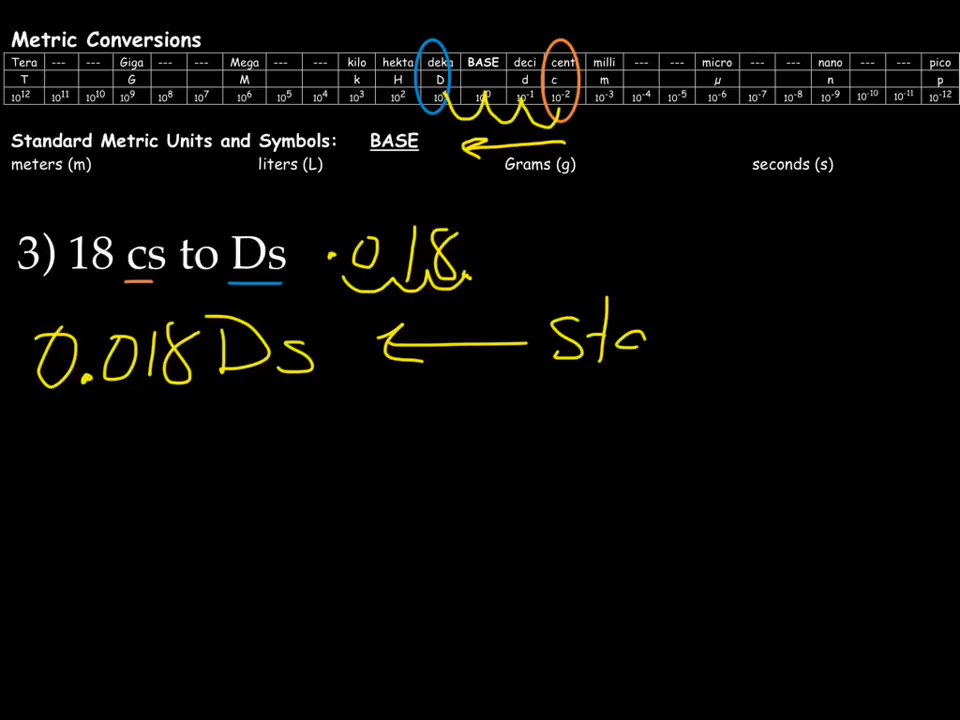 Metric Conversions
Tera --- --- Giga --- --- Mega --- --- kilo hekta deka BASE deci centi milli --- --- micro --- --- nano --- --- pico
T G M k H D d c m µ n p
10¹² 10¹¹ 10¹⁰ 10⁹ 10⁸ 10⁷ 10⁶ 10⁵ 10⁴ 10³ 10² 10¹ 10⁰ 10⁻¹ 10⁻² 10⁻³ 10⁻⁴ 10⁻⁵ 10⁻⁶ 10⁻⁷ 10⁻⁸ 10⁻⁹ 10⁻¹⁰ 10⁻¹¹ 10⁻¹²
Standard Metric Units and Symbols: BASE
meters (m) liters (L) Grams (g) seconds (s)
3) 18 cs to Ds .018.
0.018 Ds ← sta